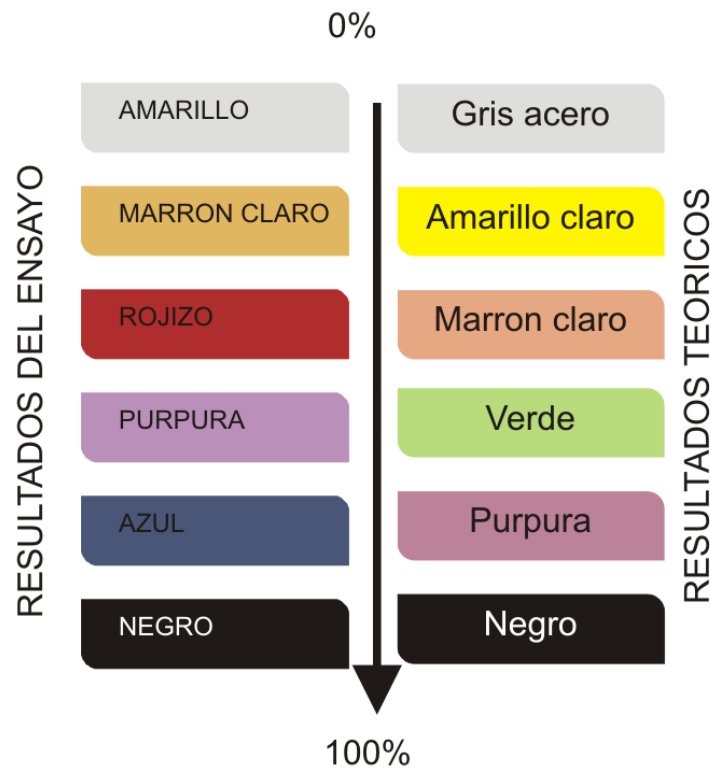 0%
RESULTADOS DEL ENSAYO
AMARILLO
MARRON CLARO
ROJIZO
PURPURA
AZUL
NEGRO
Gris acero
Amarillo claro
Marron claro
Verde
Purpura
Negro
RESULTADOS TEORICOS
100%